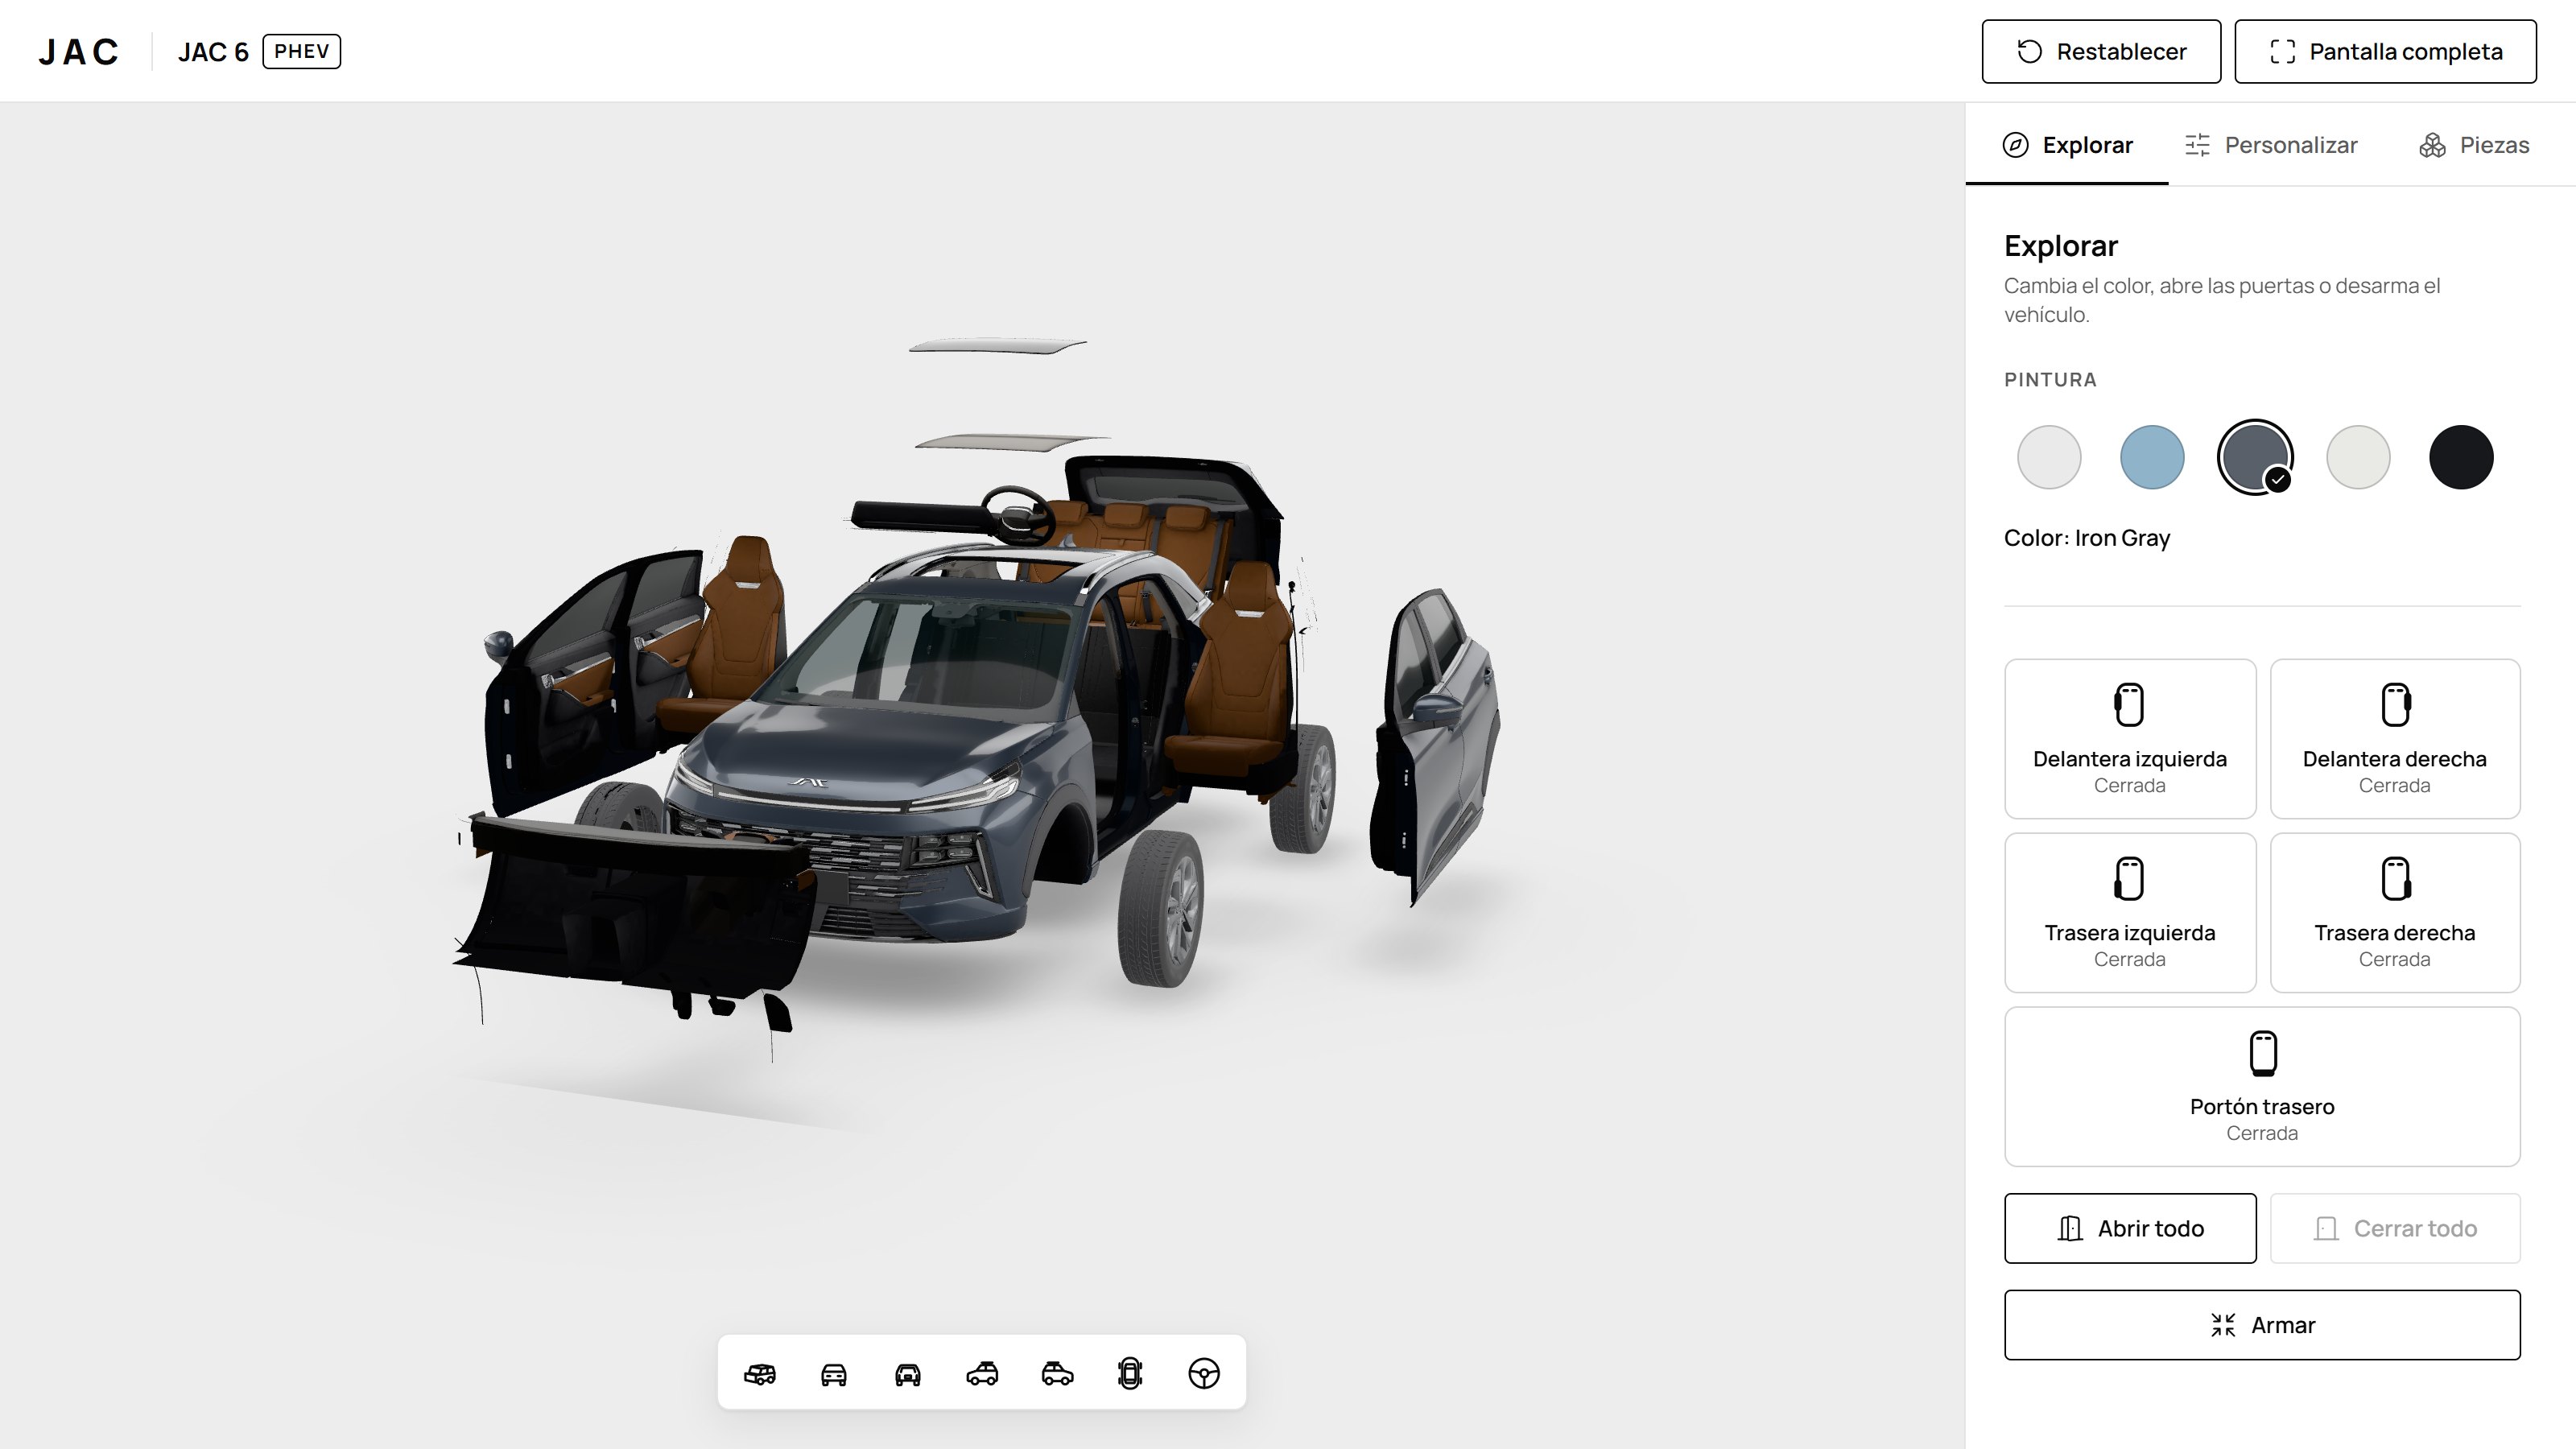 JAC
JAC 6 PHEV
Restablecer
Pantalla completa
Explorar
Personalizar
Piezas
Explorar
Cambia el color, abre las puertas o desarma el
vehículo.
PINTURA
Color: Iron Gray
Delantera izquierda
Cerrada
Delantera derecha
Cerrada
Trasera izquierda
Cerrada
Trasera derecha
Cerrada
Portón trasero
Cerrada
Abrir todo
Cerrar todo
Armar